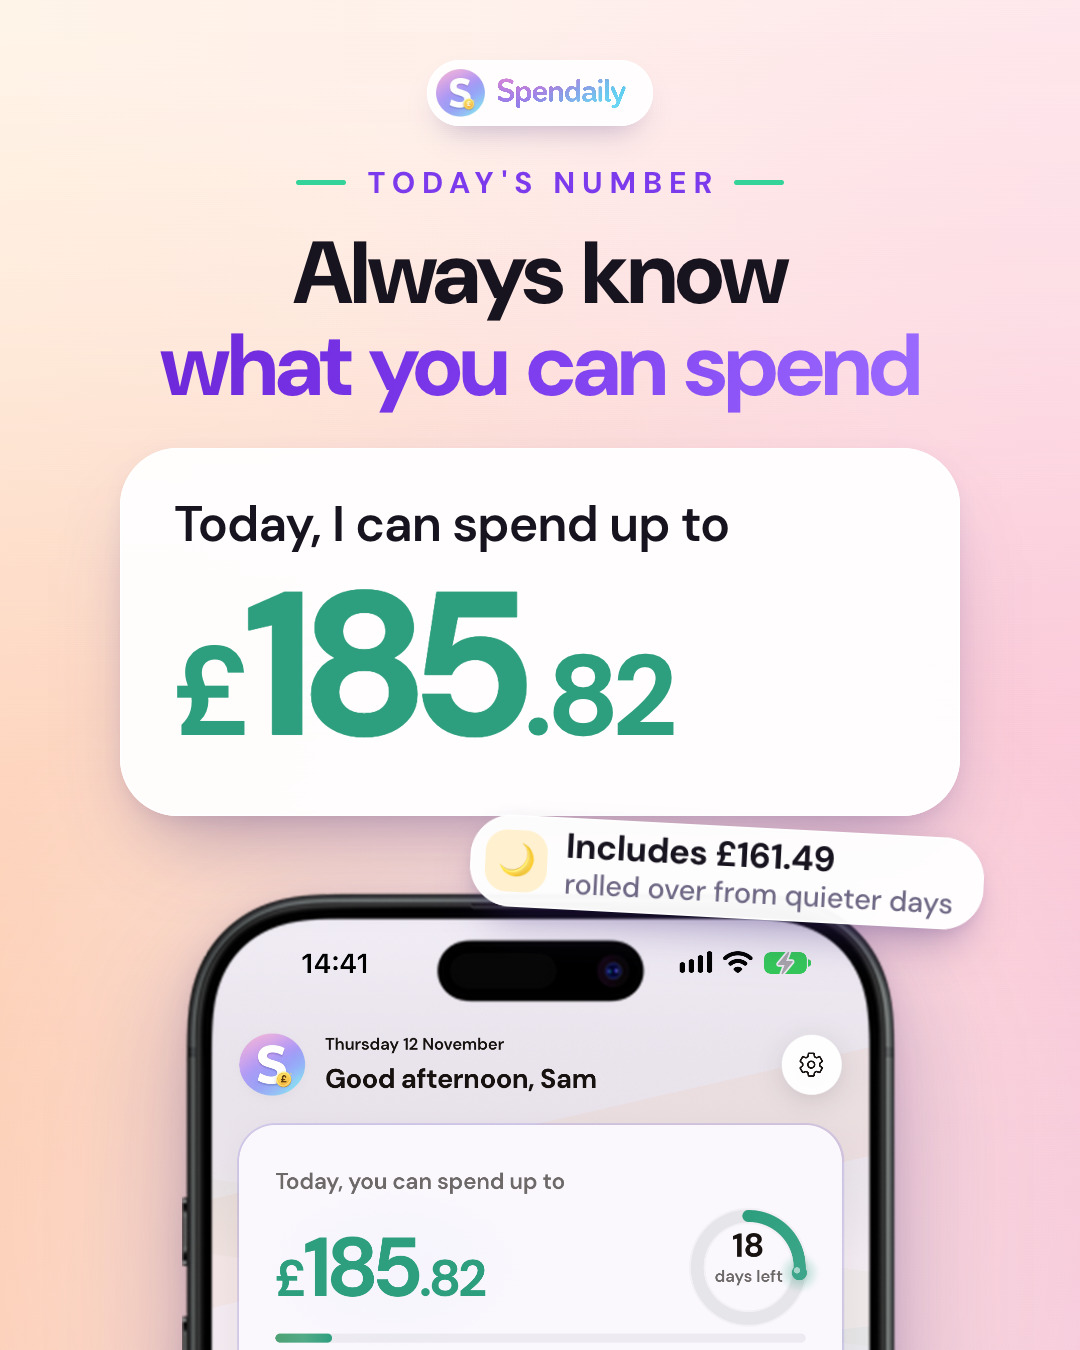 Spendaily
TODAY'S NUMBER
Always know
what you can spend
Today, I can spend up to
£185.82
Includes £161.49
rolled over from quieter days
14:41
Thursday 12 November
Good afternoon, Sam
Today, you can spend up to
£185.82
18
days left